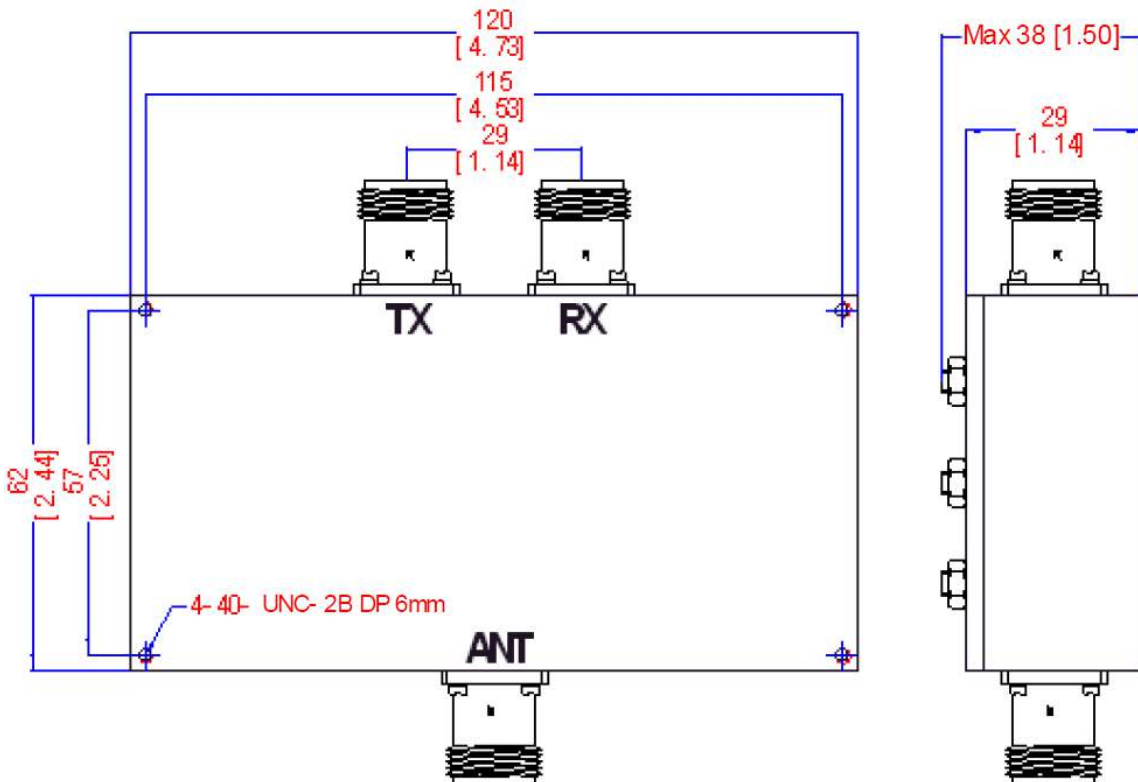 120
[ 4. 73]
115
[ 4. 53]
29
[ 1. 14]
Max 38 [1.50]
29
[ 1. 14]
TX
RX
62
[ 2. 44]
57
[ 2. 25]
4- 40- UNC- 2B DP 6mm
ANT